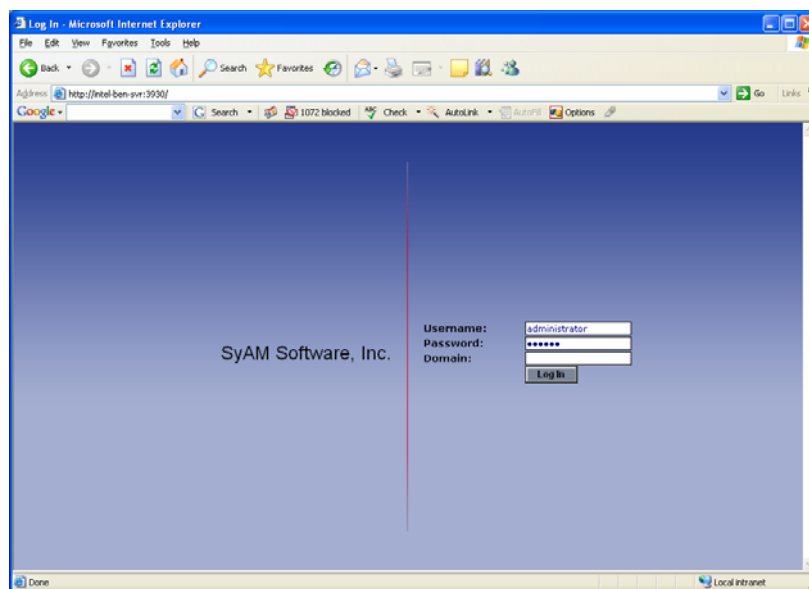 Log In - Microsoft Internet Explorer
File Edit View Favorites Tools Help
Back Search Favorites
Address http://intel-ben-svr:3930/ Go Links
Google Search 1072 blocked Check AutoLink AutoFill Options
SyAM Software, Inc.
Username: administrator
Password: ••••••
Domain:
Log In
Done Local intranet